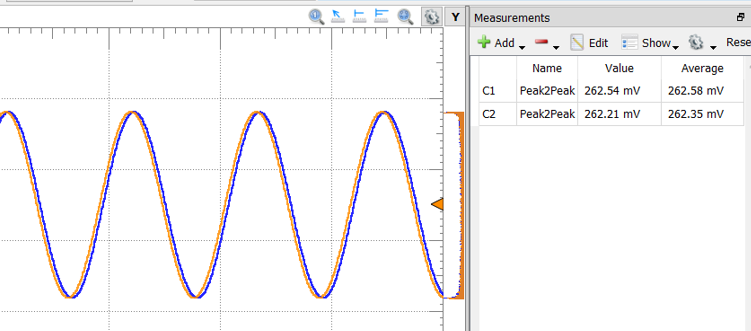 Y
Measurements
Add Edit Show Rese
Name Value Average
C1 Peak2Peak 262.54 mV 262.58 mV
C2 Peak2Peak 262.21 mV 262.35 mV